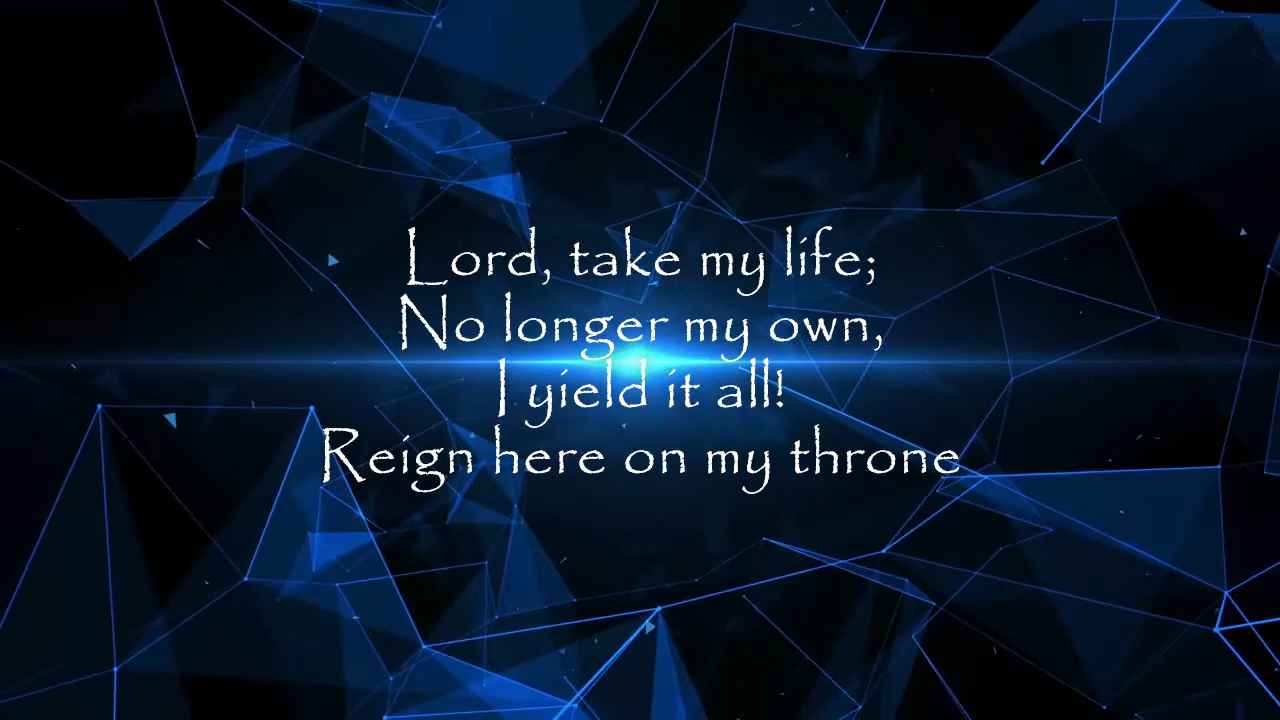 Lord, take my life;
No longer my own,
I yield it all!
Reign here on my throne